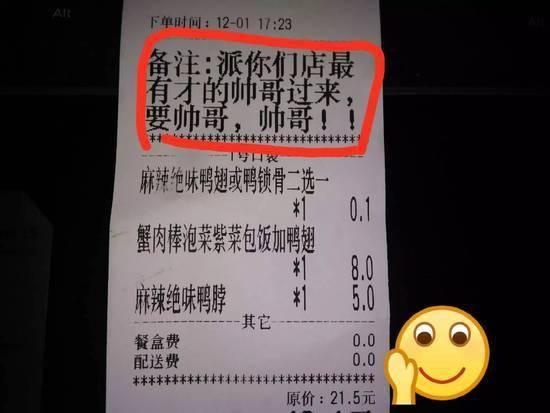 下单时间：12-01 17:23
备注:派你们店最
有才的帅哥过来，
要帅哥，帅哥！！
********************************
1号口袋
麻辣绝味鸭翅或鸭锁骨二选一
*1 0.1
蟹肉棒泡菜紫菜包饭加鸭翅
*1 8.0
麻辣绝味鸭脖 *1 5.0
其它
餐盒费 0.0
配送费 0.0
********************************
原价：21.5元